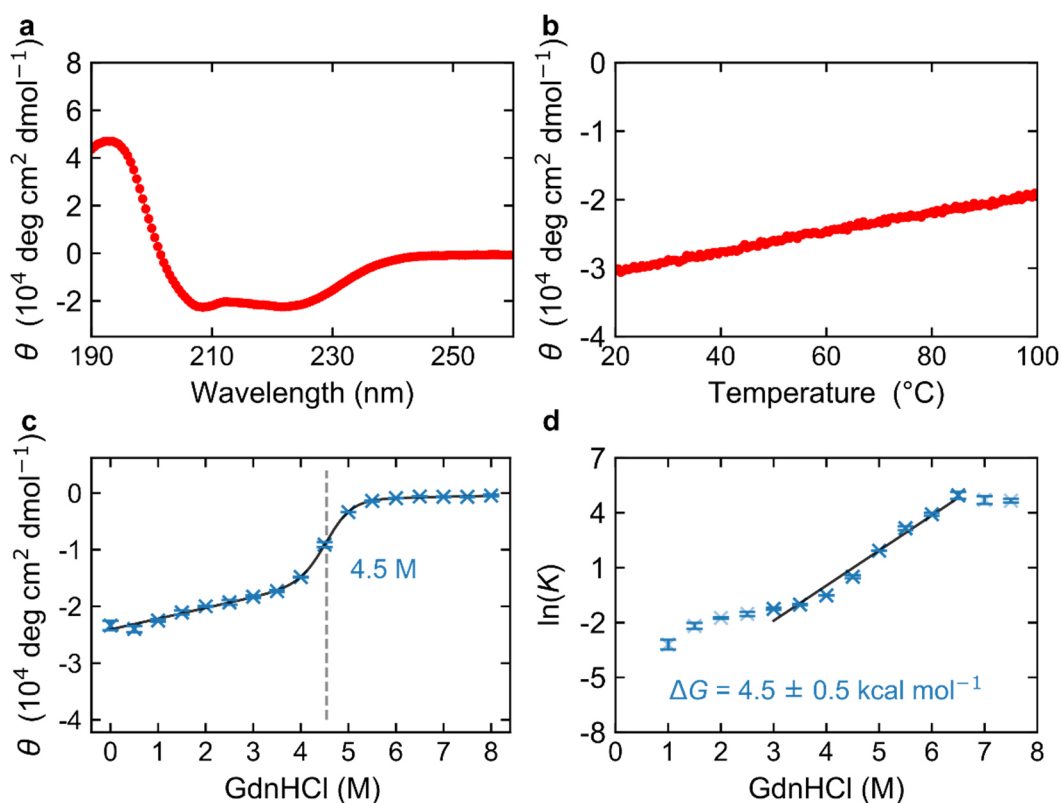 a
θ (10⁴ deg cm² dmol⁻¹)
8
6
4
2
0
-2
190
210
230
250
Wavelength (nm)
b
θ (10⁴ deg cm² dmol⁻¹)
0
-1
-2
-3
-4
20
40
60
80
100
Temperature (°C)
c
θ (10⁴ deg cm² dmol⁻¹)
0
-1
-2
-3
-4
4.5 M
0 1 2 3 4 5 6 7 8
GdnHCl (M)
d
ln(K)
7
4
1
-2
-5
-8
ΔG = 4.5 ± 0.5 kcal mol⁻¹
0 1 2 3 4 5 6 7 8
GdnHCl (M)